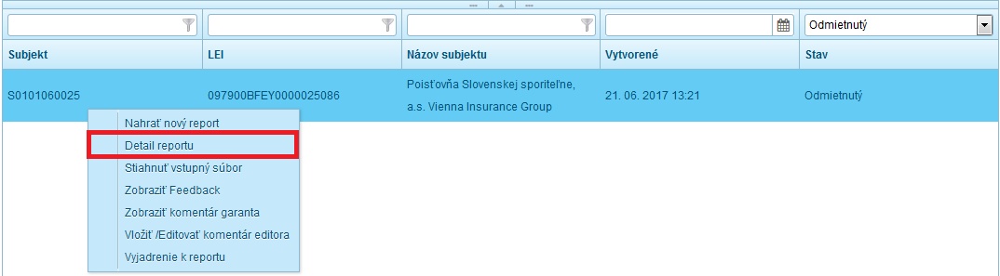 Odmietnutý
Subjekt LEI Názov subjektu Vytvorené Stav
S0101060025 097900BFEY0000025086 Poisťovňa Slovenskej sporiteľne, a.s. Vienna Insurance Group 21. 06. 2017 13:21 Odmietnutý
Nahrať nový report
Detail reportu
Stiahnuť vstupný súbor
Zobraziť Feedback
Zobraziť komentár garanta
Vložiť /Editovať komentár editora
Vyjadrenie k reportu